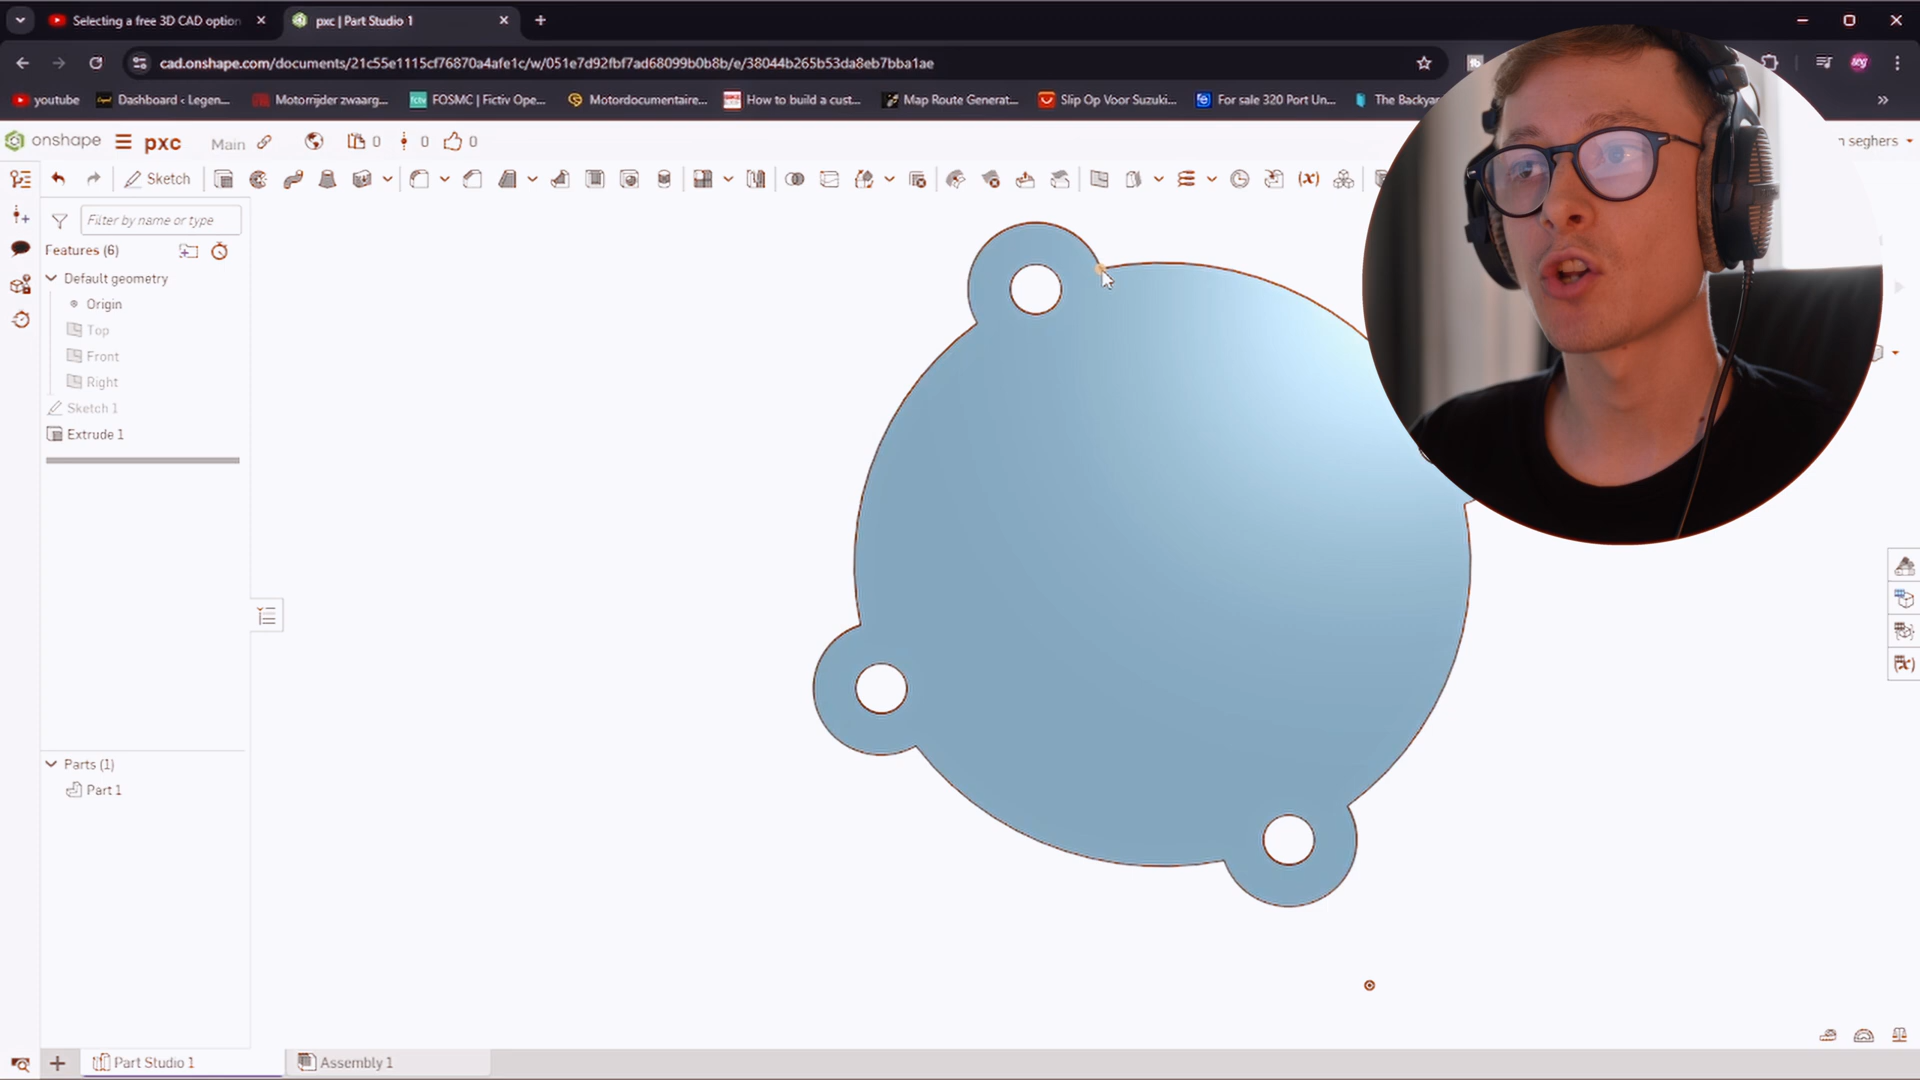 Selecting a free 3D CAD option
pxc | Part Studio 1
cad.onshape.com/documents/21c55e1115cf76870a4afe1c/w/051e7d92fbf7ad68099b0b8b/e/38044b265b53da8eb7bba1ae
youtube
Dashboard ‹ Legen...
Motorrijder zwaarg...
FOSMC | Fictiv Ope...
Motordocumentaire...
How to build a cust...
Map Route Generat...
Slip Op Voor Suzuki...
For sale 320 Port Un...
The Backya
onshape
pxc
Main
0
0
0
seghers
Sketch
(x)
Filter by name or type
Features (6)
Default geometry
Origin
Top
Front
Right
Sketch 1
Extrude 1
Parts (1)
Part 1
Part Studio 1
Assembly 1